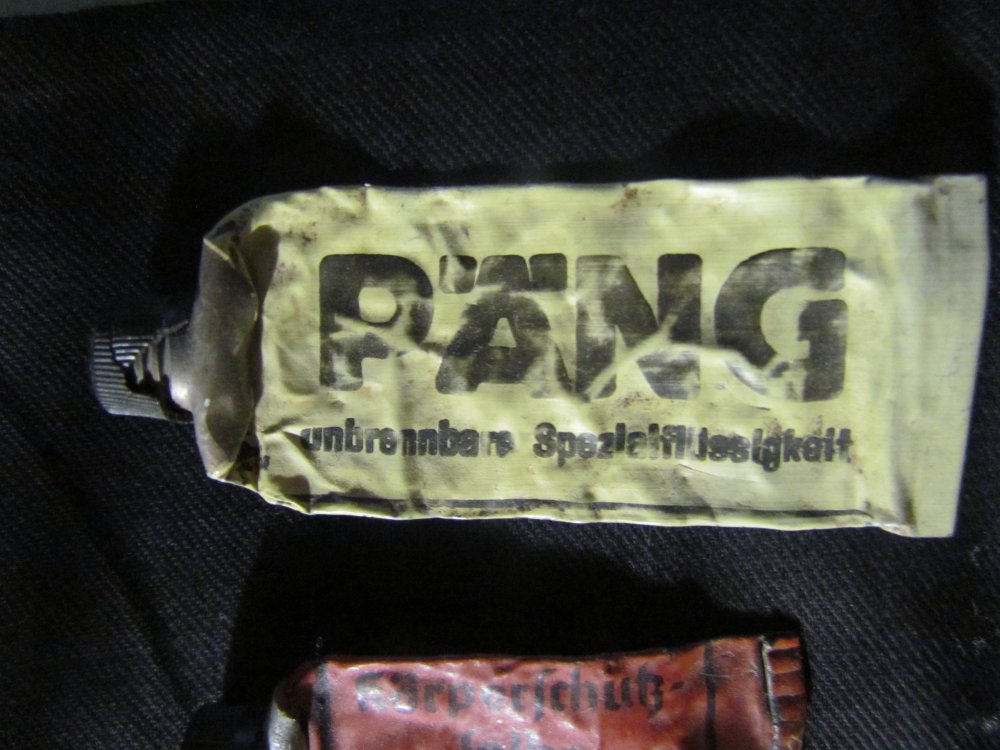 PÄNG
unbrennbare Spezialflüssigkeit
Körperschutz-